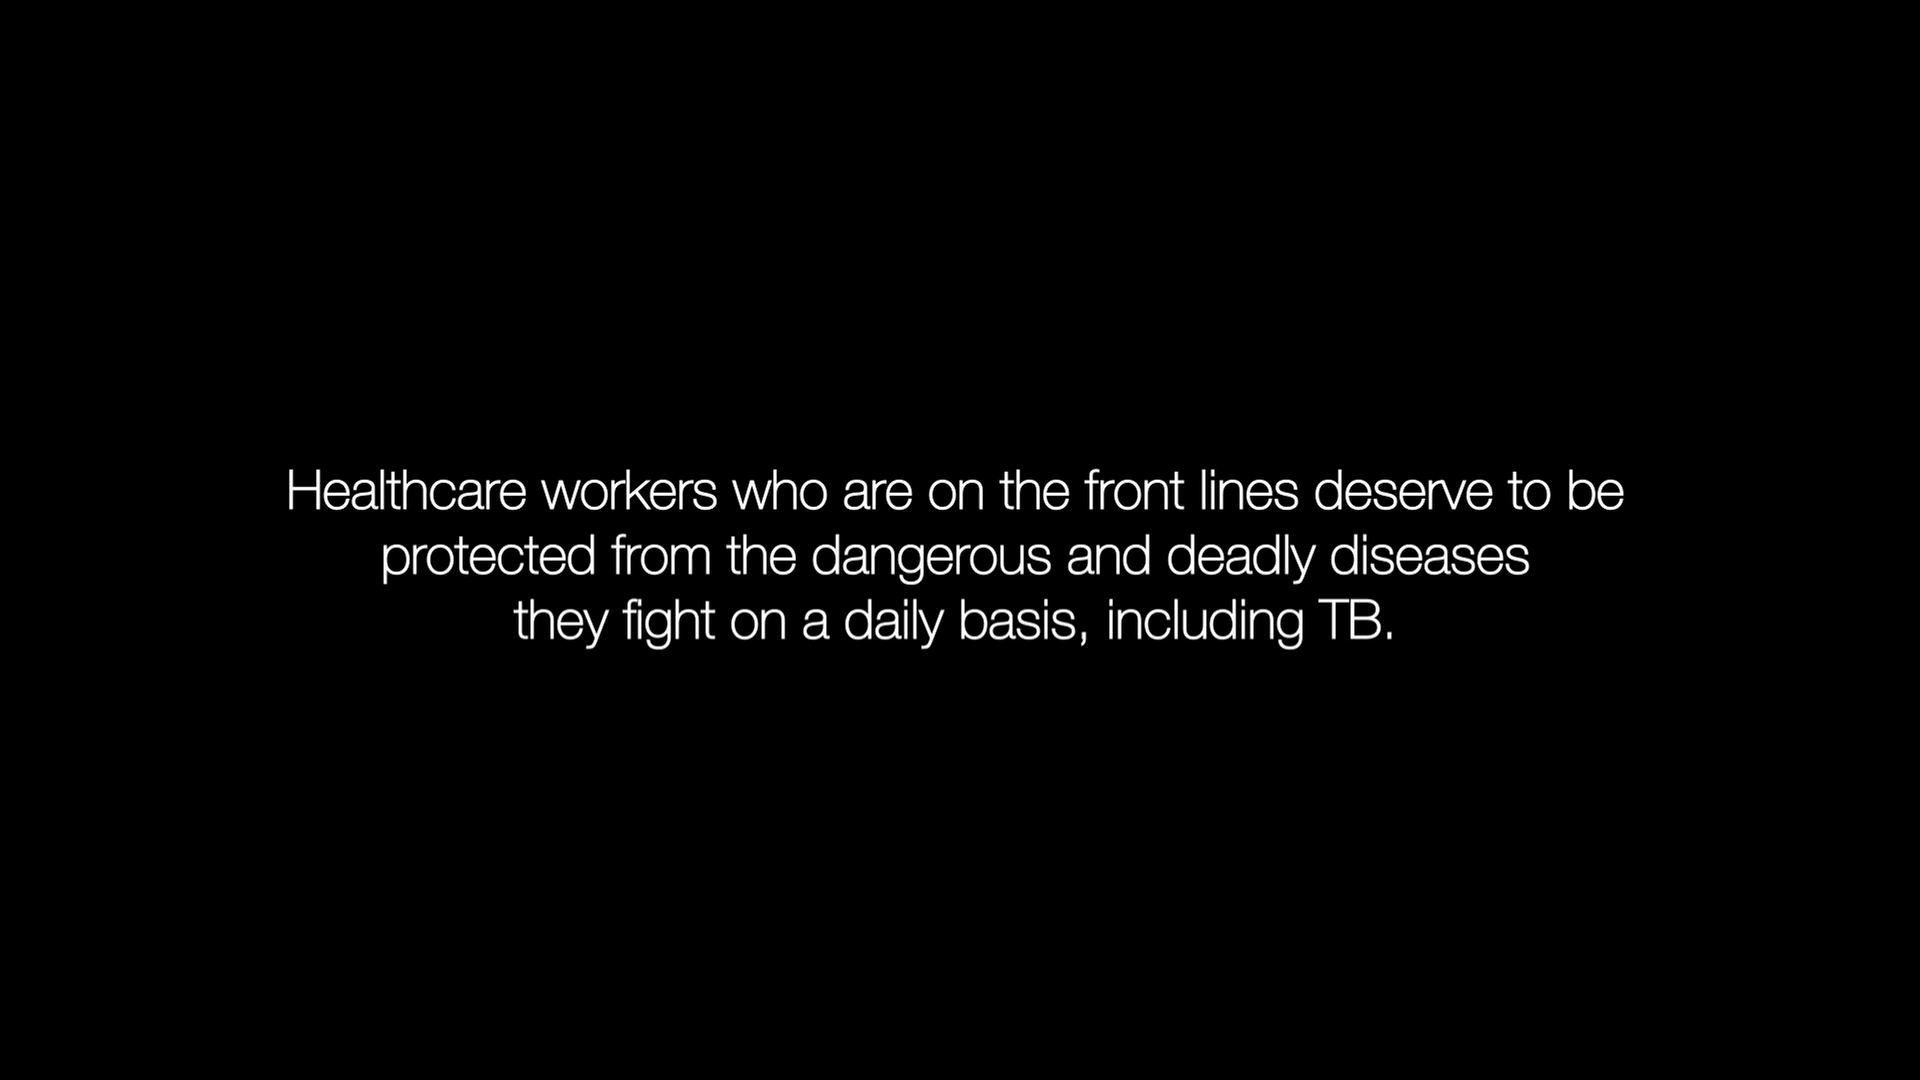 Healthcare workers who are on the front lines deserve to be
protected from the dangerous and deadly diseases
they fight on a daily basis, including TB.